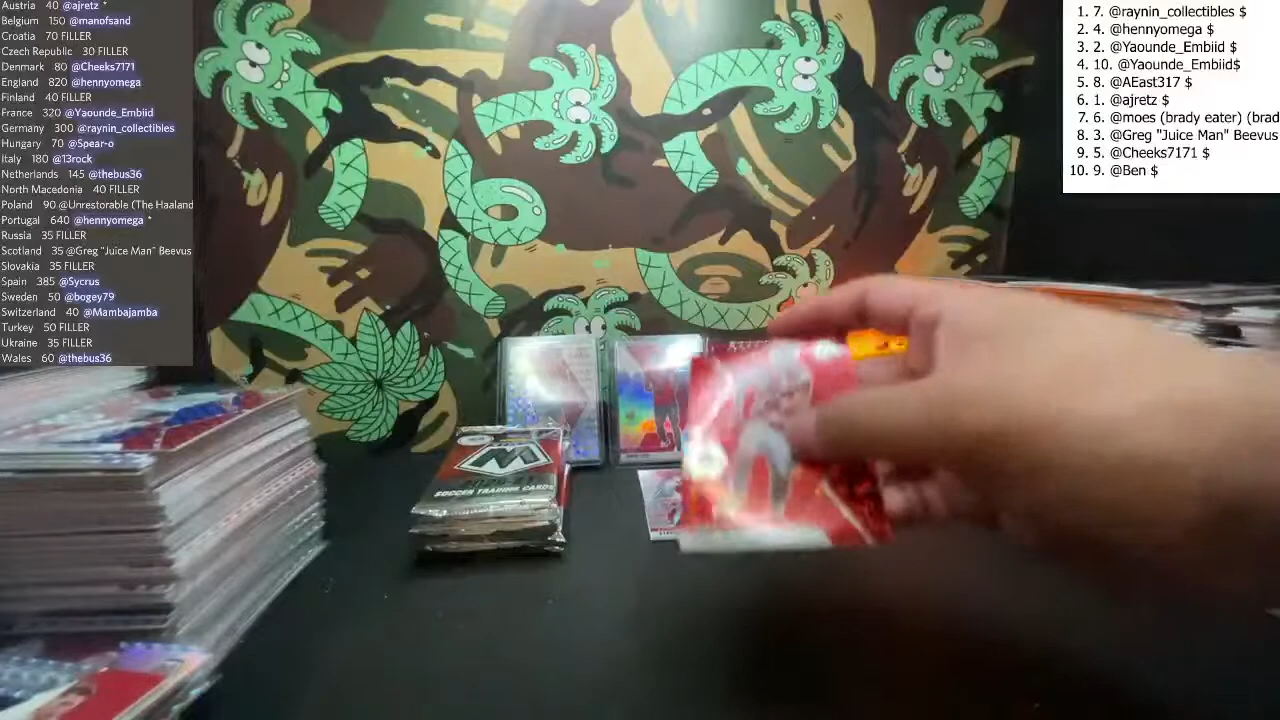 Austria 40 @ajretz *
Belgium 150 @manofsand
Croatia 70 FILLER
Czech Republic 30 FILLER
Denmark 80 @Cheeks7171
England 820 @hennyomega
Finland 40 FILLER
France 320 @Yaounde_Embiid
Germany 300 @raynin_collectibles
Hungary 70 @Spear-o
Italy 180 @13rock
Netherlands 145 @thebus36
North Macedonia 40 FILLER
Poland 90 @Unrestorable (The Haaland
Portugal 640 @hennyomega *
Russia 35 FILLER
Scotland 35 @Greg "Juice Man" Beevus
Slovakia 35 FILLER
Spain 385 @Sycrus
Sweden 50 @bogey79
Switzerland 40 @Mambajamba
Turkey 50 FILLER
Ukraine 35 FILLER
Wales 60 @thebus36
1. 7. @raynin_collectibles $
2. 4. @hennyomega $
3. 2. @Yaounde_Embiid $
4. 10. @Yaounde_Embiid$
5. 8. @AEast317 $
6. 1. @ajretz $
7. 6. @moes (brady eater) (brad
8. 3. @Greg "Juice Man" Beevus
9. 5. @Cheeks7171 $
10. 9. @Ben $
SOCCER TRADING CARDS